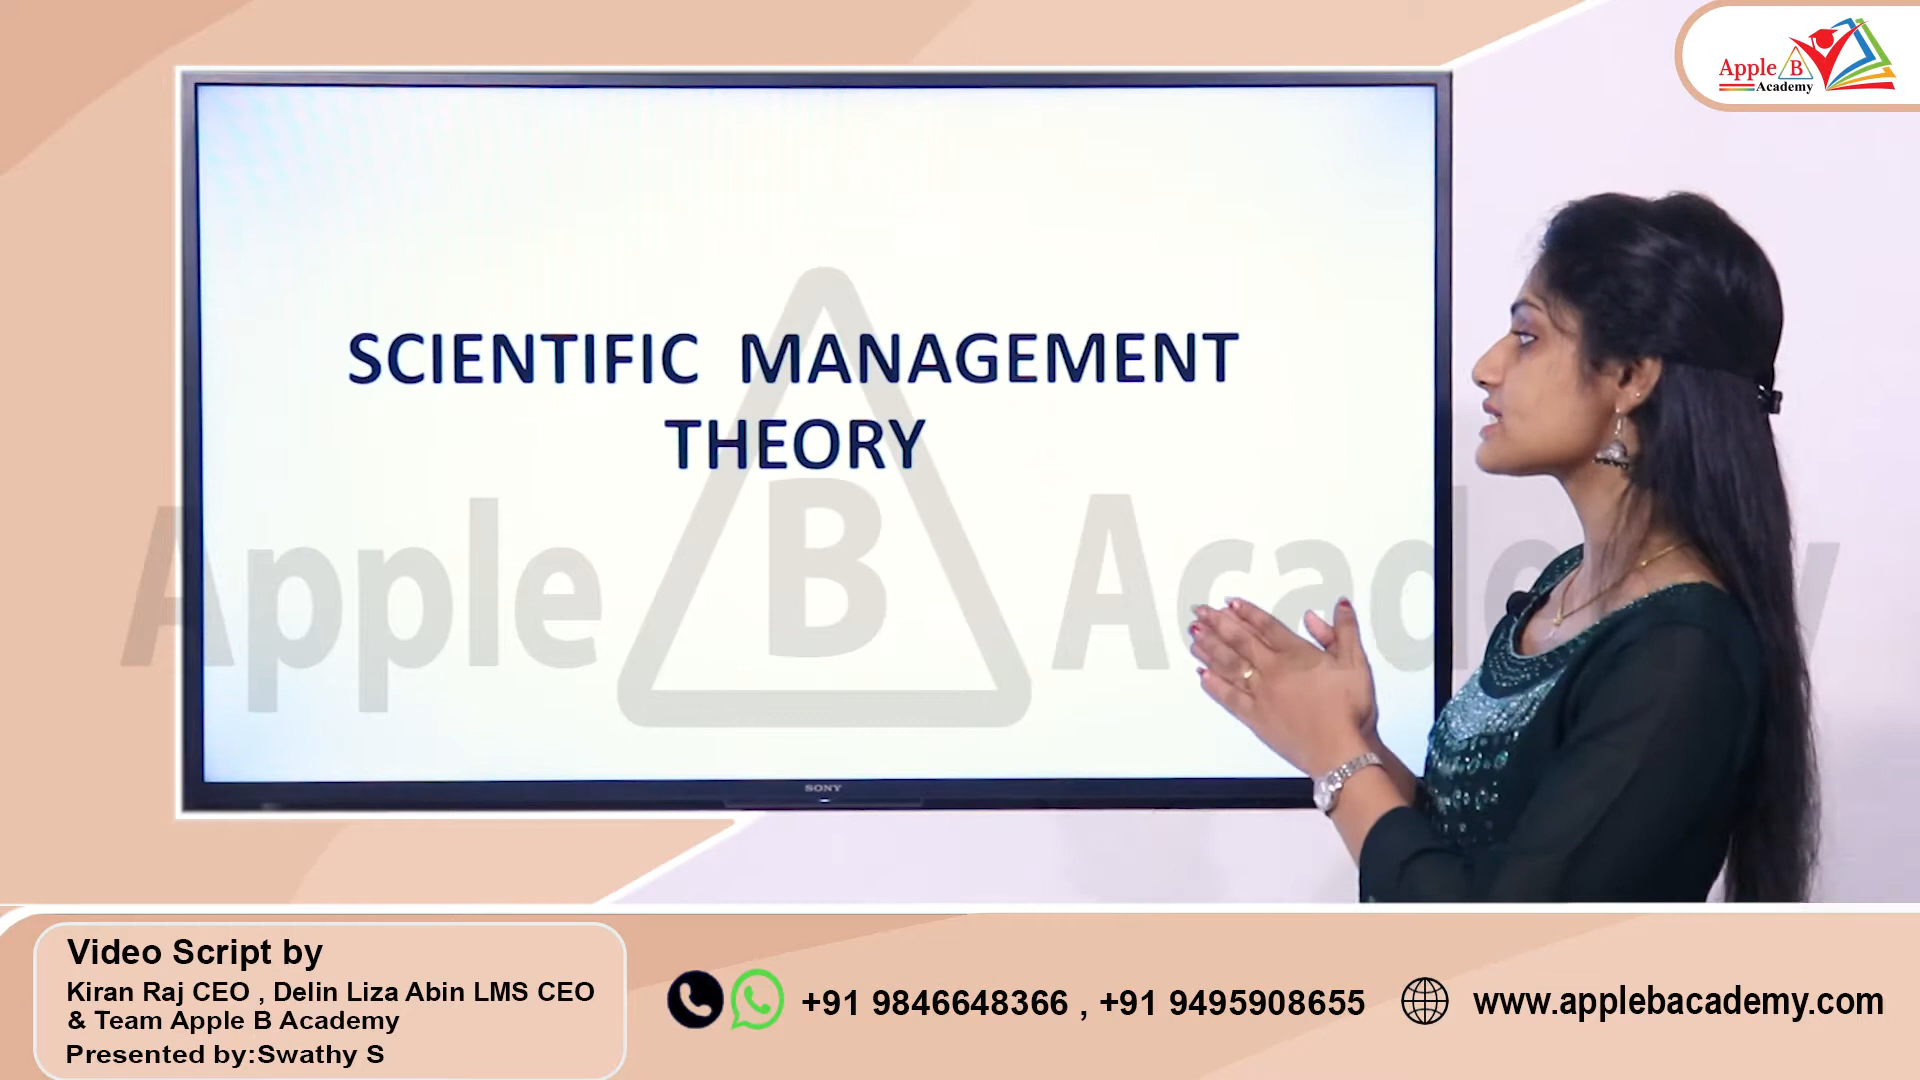 Apple B
Academy
SCIENTIFIC MANAGEMENT
THEORY
Apple B Academy
SONY
Video Script by
Kiran Raj CEO , Delin Liza Abin LMS CEO
& Team Apple B Academy
Presented by:Swathy S
+91 9846648366 , +91 9495908655
www.applebacademy.com